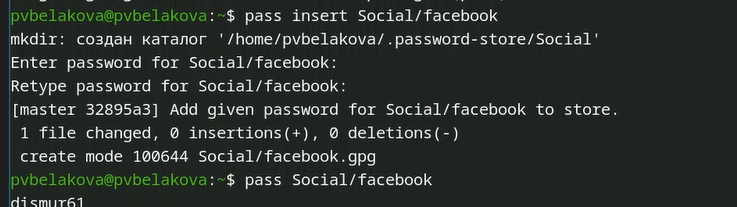 pvbelakova@pvbelakova:~$ pass insert Social/facebook
mkdir: создан каталог '/home/pvbelakova/.password-store/Social'
Enter password for Social/facebook:
Retype password for Social/facebook:
[master 32895a3] Add given password for Social/facebook to store.
 1 file changed, 0 insertions(+), 0 deletions(-)
 create mode 100644 Social/facebook.gpg
pvbelakova@pvbelakova:~$ pass Social/facebook
dismur61